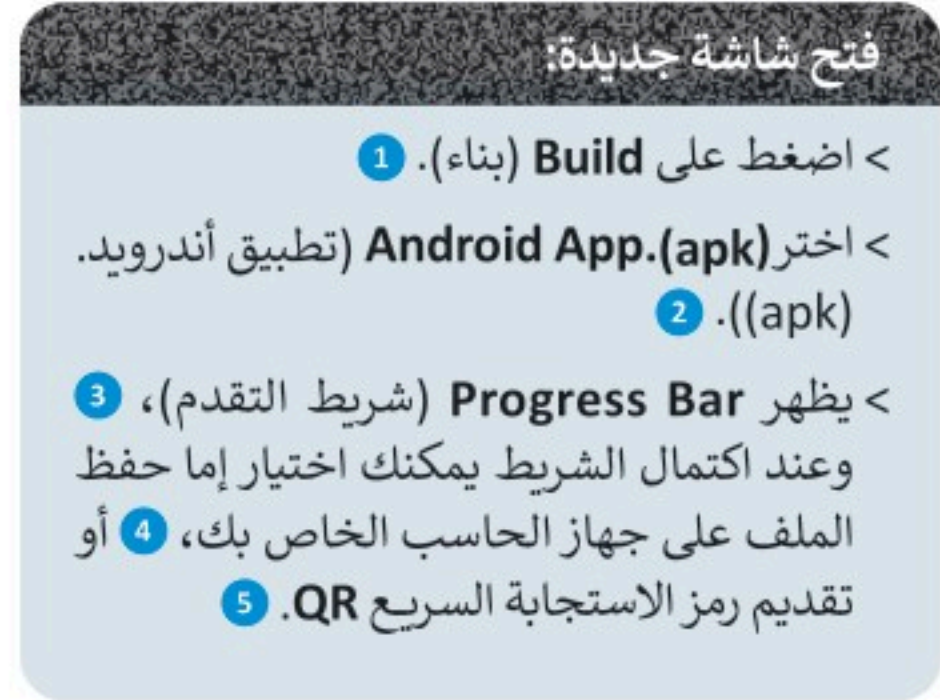 فتح شاشة جديدة:
> اضغط على Build (بناء). 1
> اختر Android App.(apk) (تطبيق أندرويد.
(apk)). 2
> يظهر Progress Bar (شريط التقدم)، 3
وعند اكتمال الشريط يمكنك اختيار إما حفظ
الملف على جهاز الحاسب الخاص بك، 4 أو
تقديم رمز الاستجابة السريع QR. 5